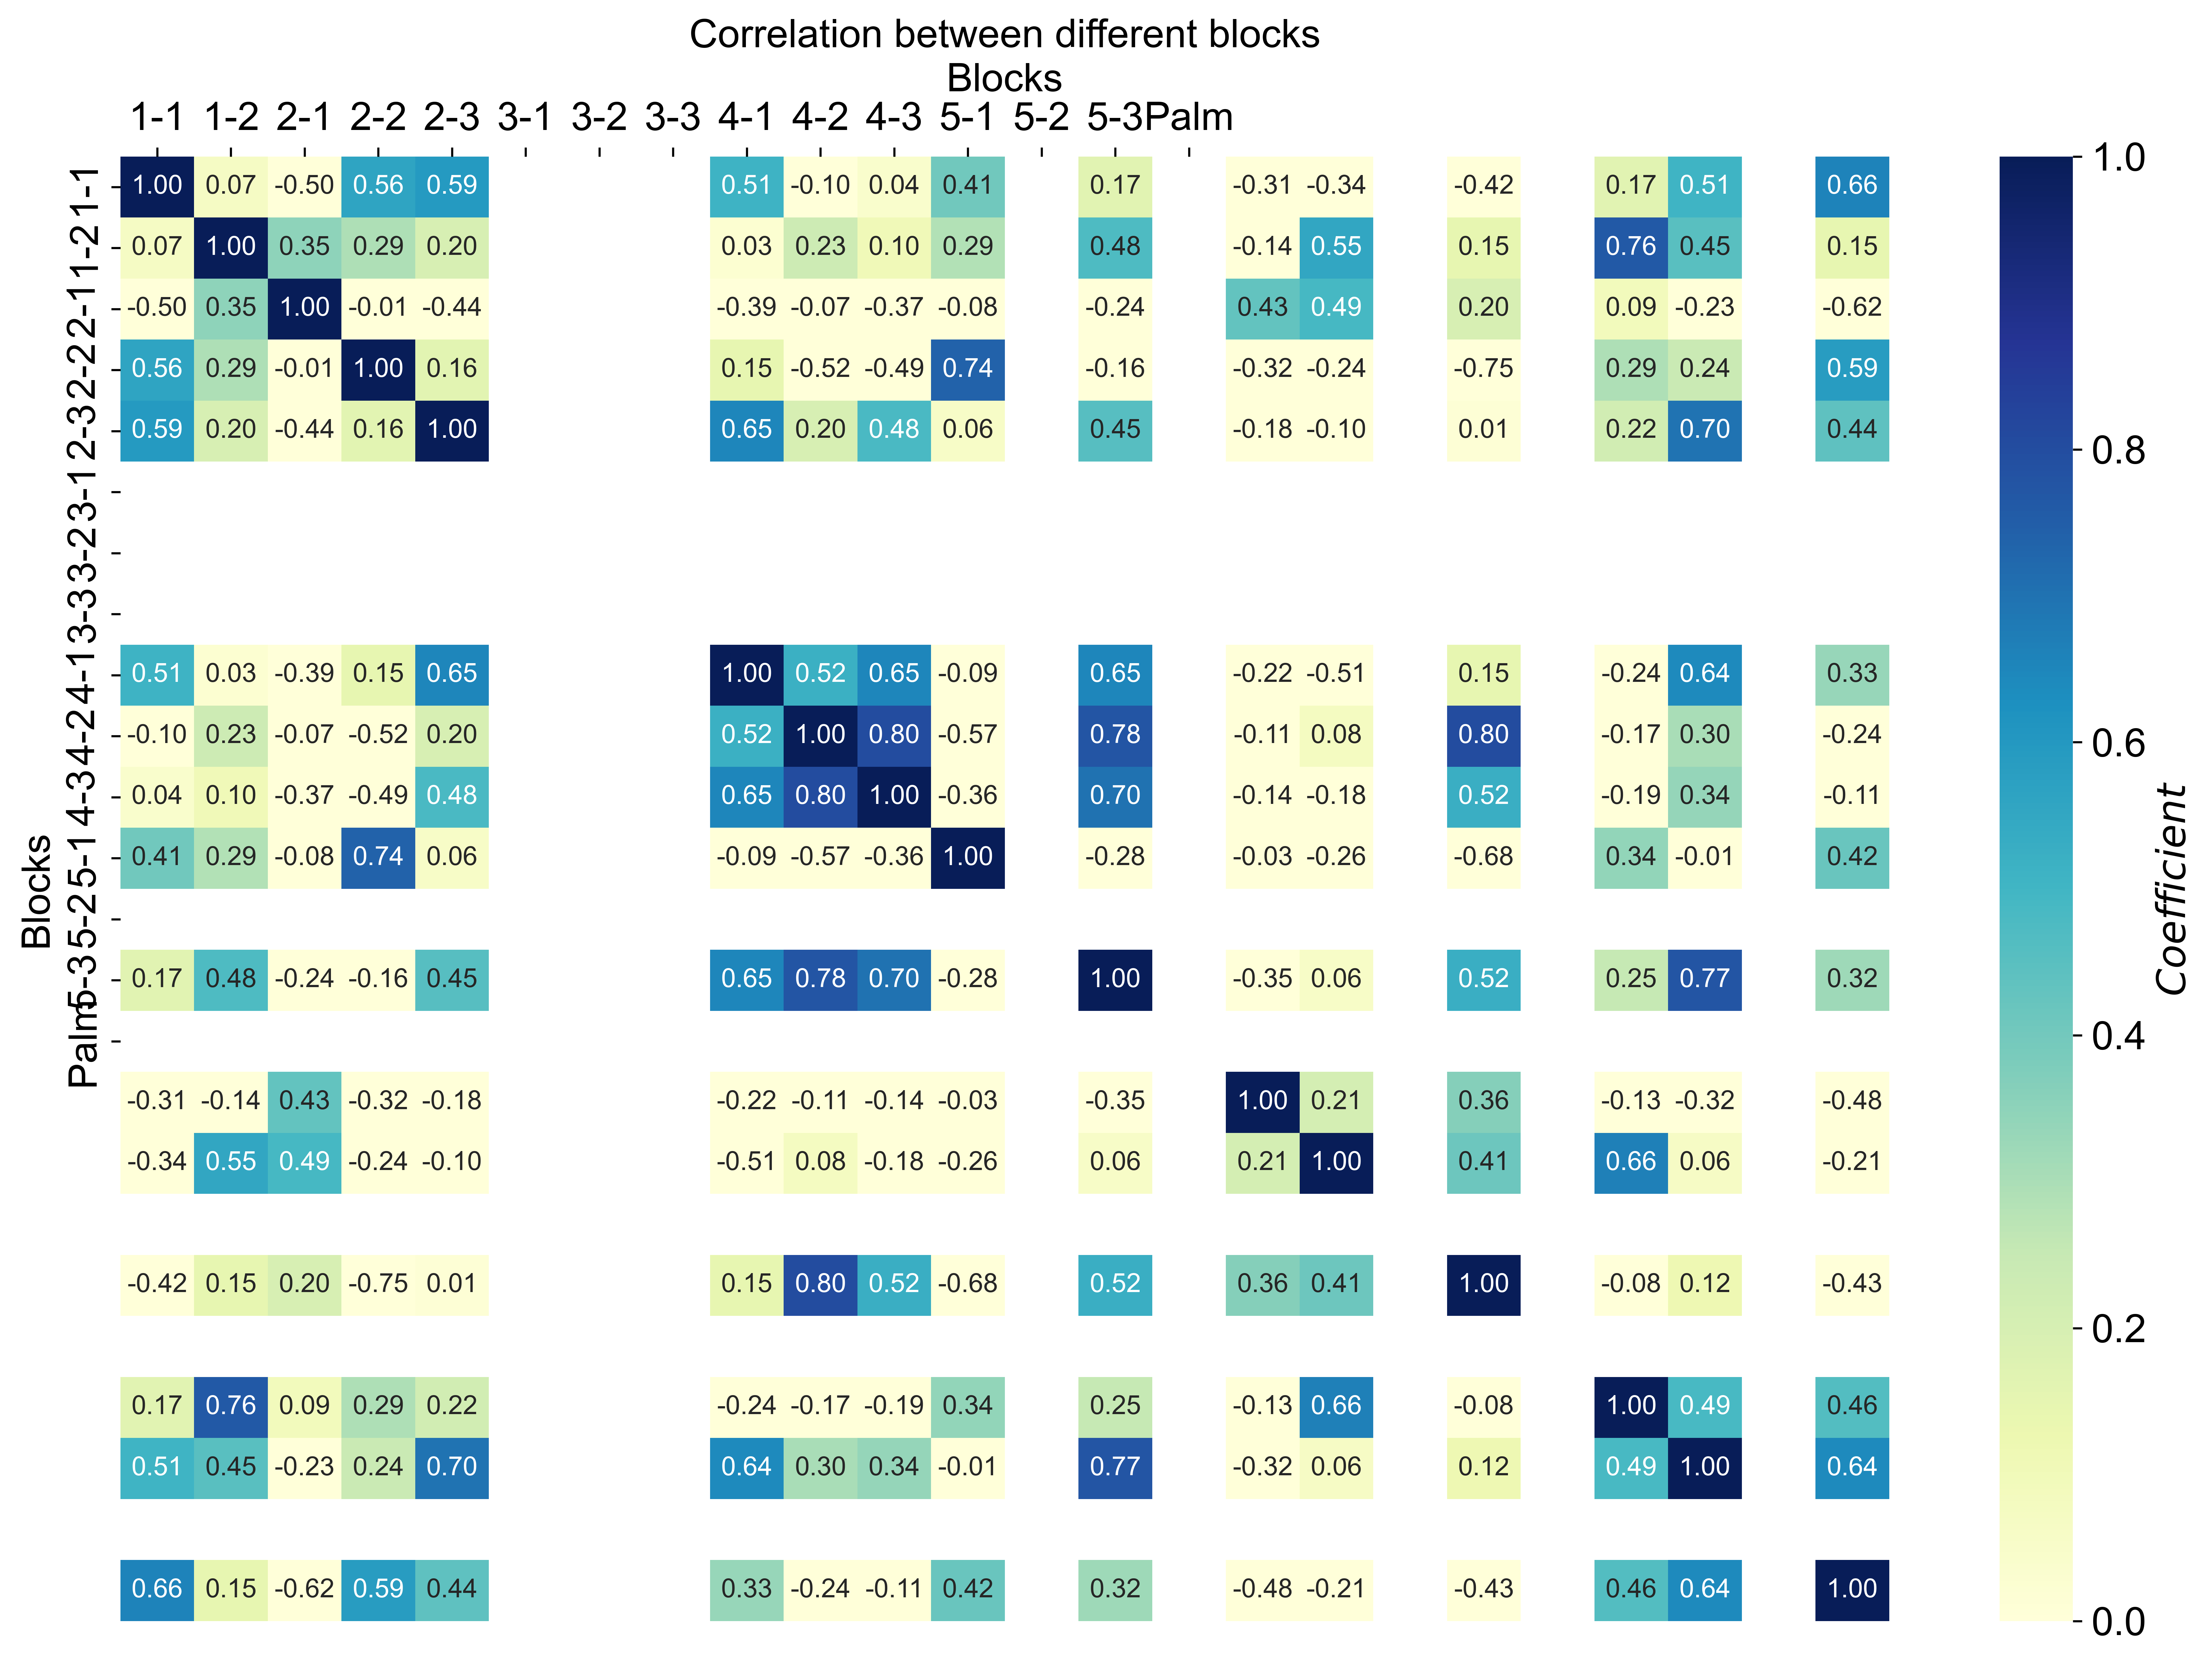 Correlation between different blocks
Blocks
1-1 1-2 2-1 2-2 2-3 3-1 3-2 3-3 4-1 4-2 4-3 5-1 5-2 5-3 Palm
1-1 1.00 0.07 -0.50 0.56 0.59 0.51 -0.10 0.04 0.41 0.17 -0.31 -0.34 -0.42 0.17 0.51 0.66
1-2 0.07 1.00 0.35 0.29 0.20 0.03 0.23 0.10 0.29 0.48 -0.14 0.55 0.15 0.76 0.45 0.15
2-1 -0.50 0.35 1.00 -0.01 -0.44 -0.39 -0.07 -0.37 -0.08 -0.24 0.43 0.49 0.20 0.09 -0.23 -0.62
2-2 0.56 0.29 -0.01 1.00 0.16 0.15 -0.52 -0.49 0.74 -0.16 -0.32 -0.24 -0.75 0.29 0.24 0.59
2-3 0.59 0.20 -0.44 0.16 1.00 0.65 0.20 0.48 0.06 0.45 -0.18 -0.10 0.01 0.22 0.70 0.44
3-1
3-2
3-3
4-1 0.51 0.03 -0.39 0.15 0.65 1.00 0.52 0.65 -0.09 0.65 -0.22 -0.51 0.15 -0.24 0.64 0.33
4-2 -0.10 0.23 -0.07 -0.52 0.20 0.52 1.00 0.80 -0.57 0.78 -0.11 0.08 0.80 -0.17 0.30 -0.24
4-3 0.04 0.10 -0.37 -0.49 0.48 0.65 0.80 1.00 -0.36 0.70 -0.14 -0.18 0.52 -0.19 0.34 -0.11
5-1 0.41 0.29 -0.08 0.74 0.06 -0.09 -0.57 -0.36 1.00 -0.28 -0.03 -0.26 -0.68 0.34 -0.01 0.42
5-2
5-3 0.17 0.48 -0.24 -0.16 0.45 0.65 0.78 0.70 -0.28 1.00 -0.35 0.06 0.52 0.25 0.77 0.32
Palm
-0.31 -0.14 0.43 -0.32 -0.18 -0.22 -0.11 -0.14 -0.03 -0.35 1.00 0.21 0.36 -0.13 -0.32 -0.48
-0.34 0.55 0.49 -0.24 -0.10 -0.51 0.08 -0.18 -0.26 0.06 0.21 1.00 0.41 0.66 0.06 -0.21
-0.42 0.15 0.20 -0.75 0.01 0.15 0.80 0.52 -0.68 0.52 0.36 0.41 1.00 -0.08 0.12 -0.43
0.17 0.76 0.09 0.29 0.22 -0.24 -0.17 -0.19 0.34 0.25 -0.13 0.66 -0.08 1.00 0.49 0.46
0.51 0.45 -0.23 0.24 0.70 0.64 0.30 0.34 -0.01 0.77 -0.32 0.06 0.12 0.49 1.00 0.64
0.66 0.15 -0.62 0.59 0.44 0.33 -0.24 -0.11 0.42 0.32 -0.48 -0.21 -0.43 0.46 0.64 1.00
Blocks
1.0
0.8
0.6
0.4
0.2
0.0
Coefficient